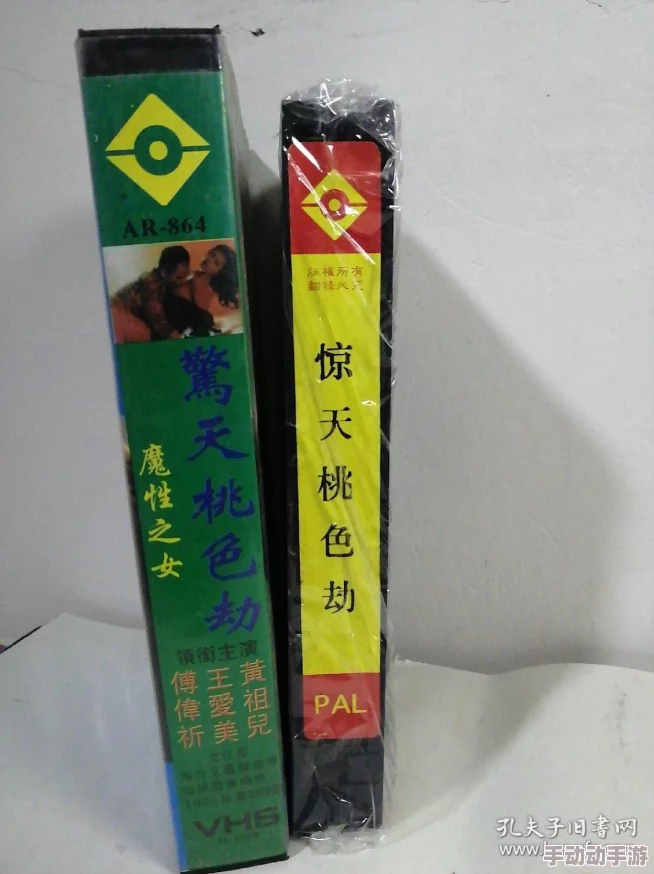 AR-864
驚天桃色劫
魔性之女
領銜主演
黃祖兒
王愛美
傅偉祈
VHS
版權所有
翻錄必究
惊天桃色劫
PAL
孔夫子旧书网
手动动手游